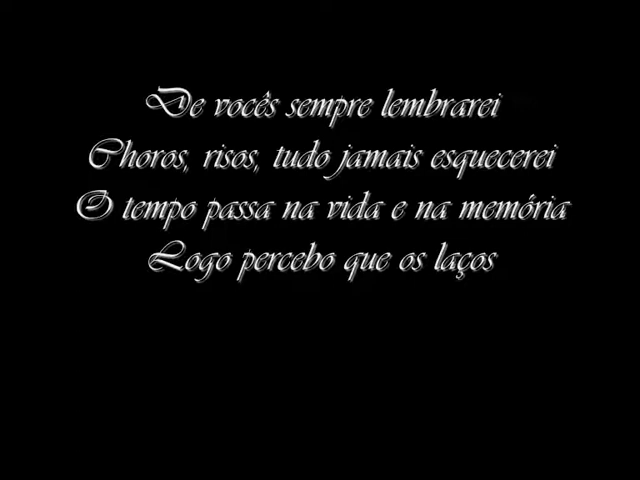 De vocês sempre lembrarei
Choros, risos, tudo jamais esquecerei
O tempo passa na vida e na memória
Logo percebo que os laços